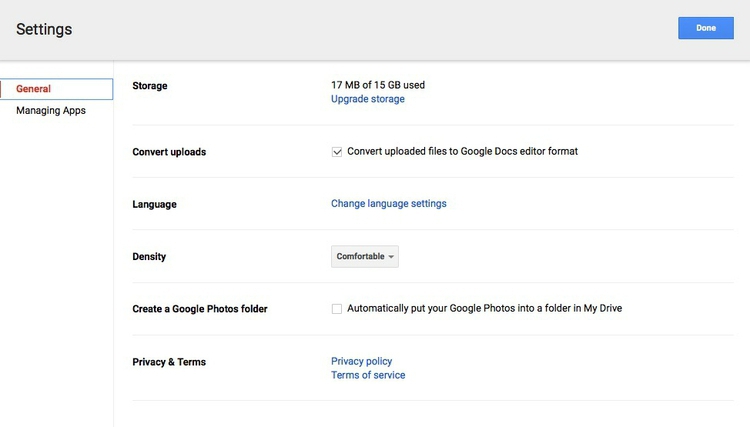 Settings
Done
General
Managing Apps
Storage
17 MB of 15 GB used
Upgrade storage
Convert uploads
Convert uploaded files to Google Docs editor format
Language
Change language settings
Density
Comfortable
Create a Google Photos folder
Automatically put your Google Photos into a folder in My Drive
Privacy & Terms
Privacy policy
Terms of service